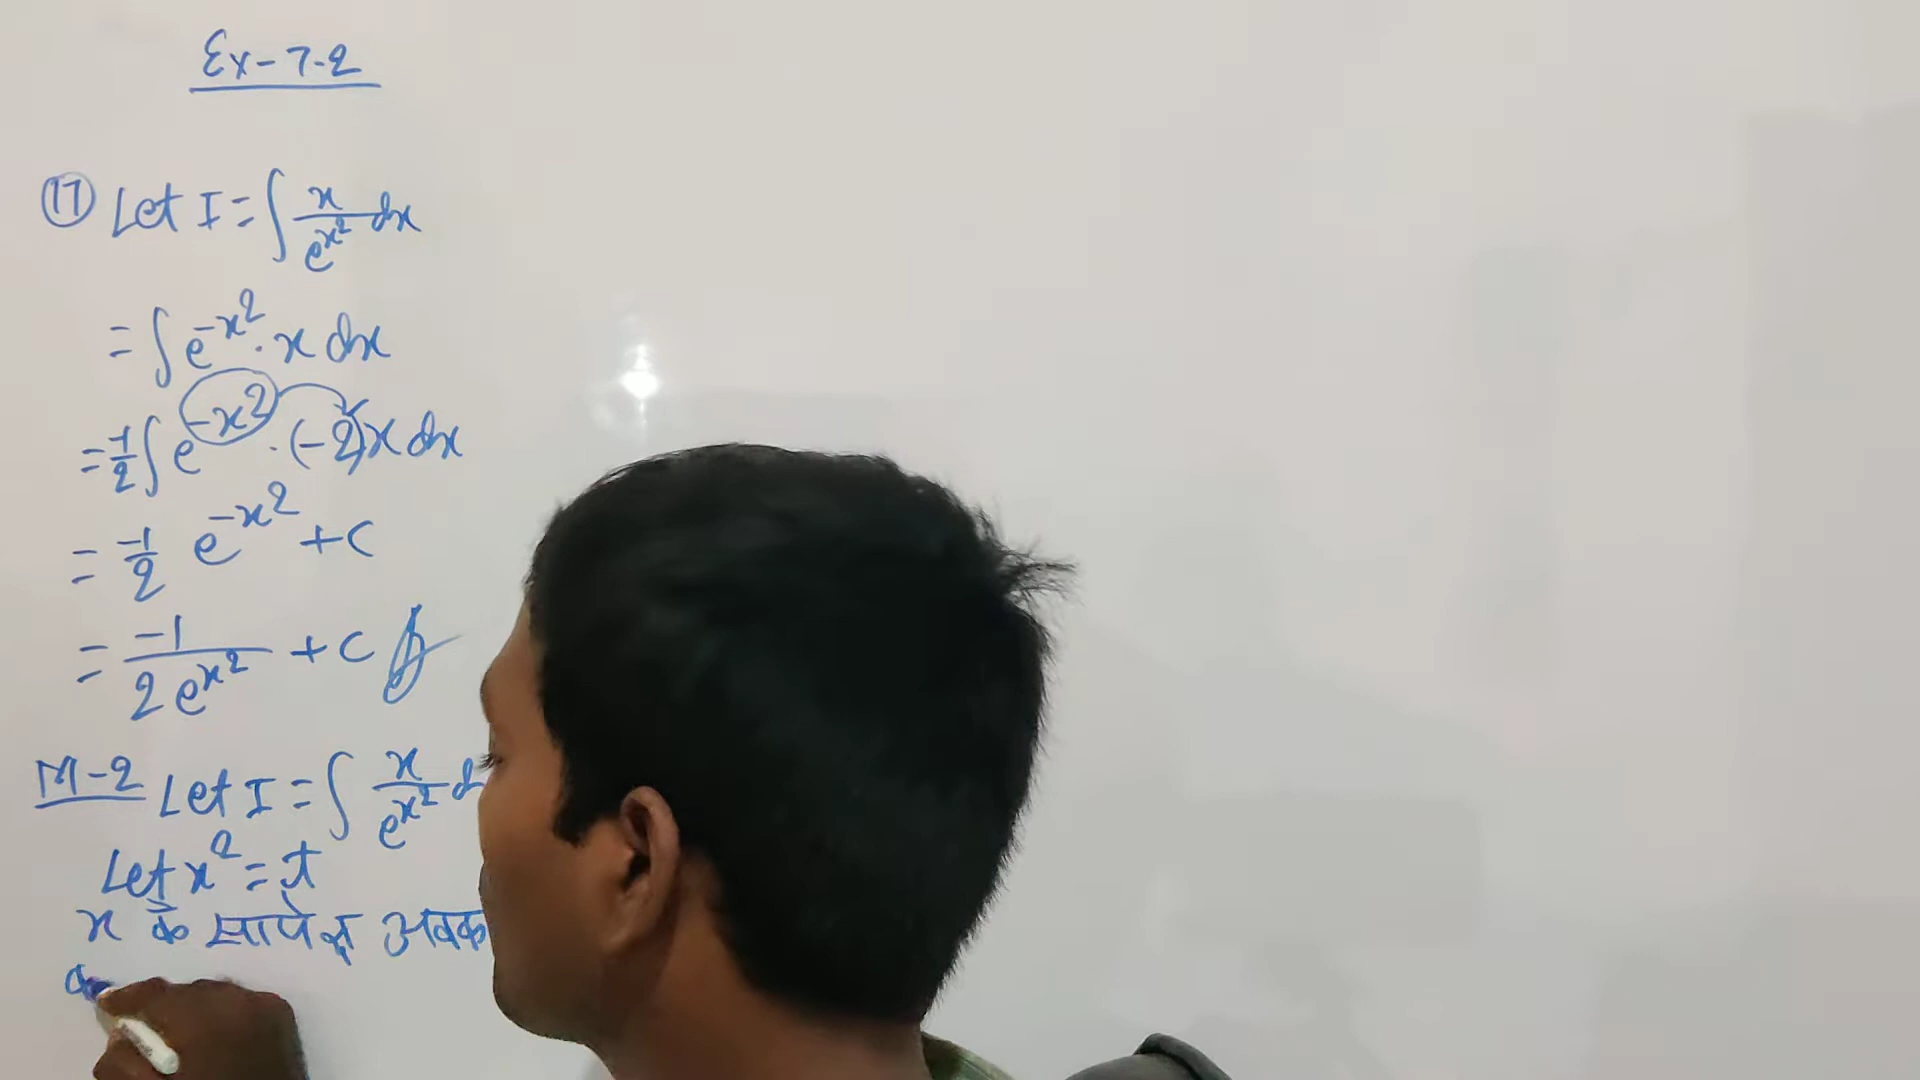 Ex-7.2
(17) Let I = ∫ x/e^x² dx
= ∫ e^-x² . x dx
= -1/2 ∫ e^-x² . (-2)x dx
= -1/2 e^-x² + C
= -1/2e^x² + C
M-2 Let I = ∫ x/e^x² d
Let x² = t
x के सापेक्ष अवक